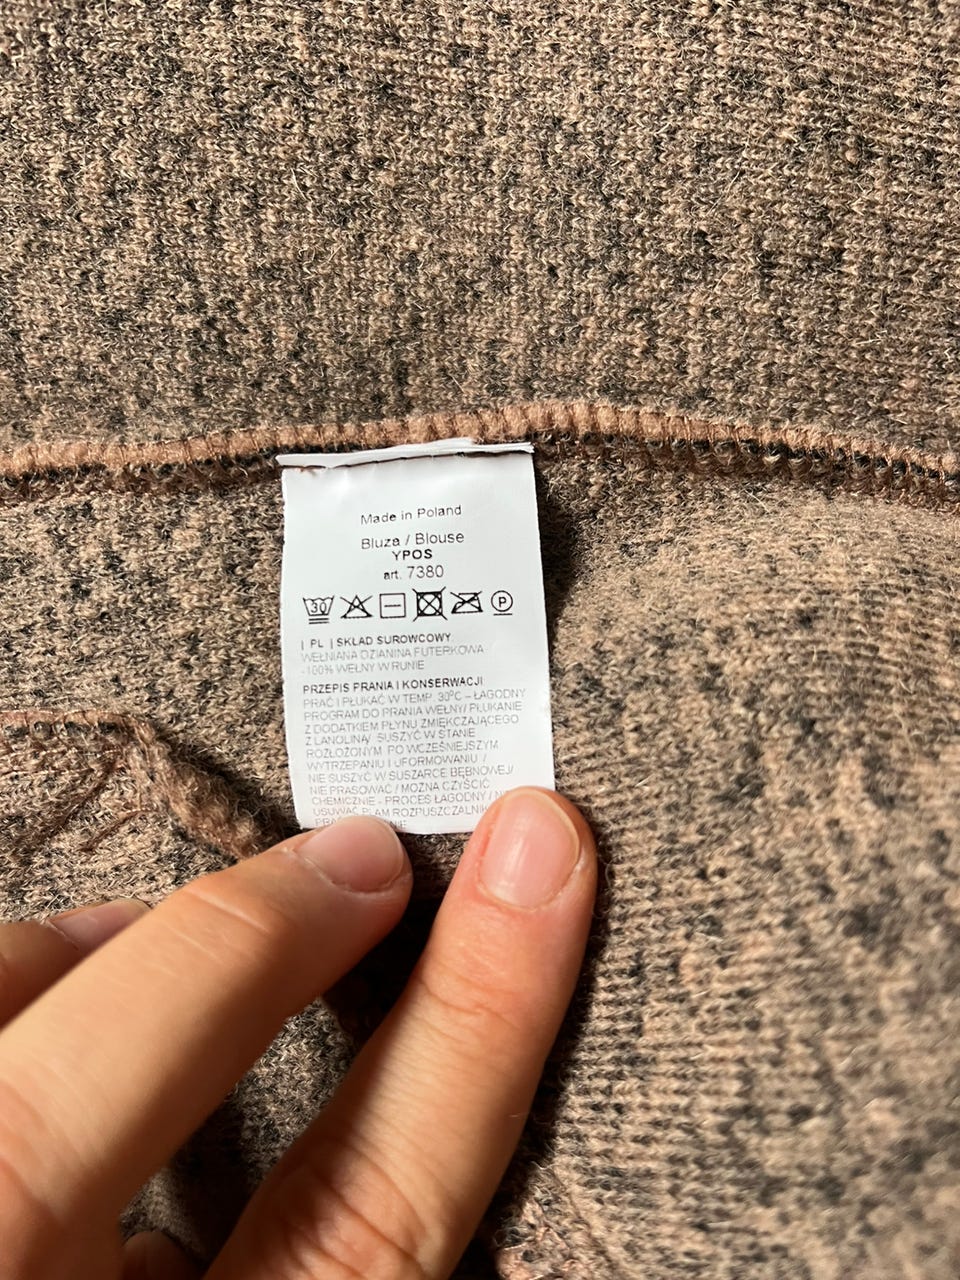 Made in Poland
Bluza / Blouse
YPOS
art. 7380
30 P
| PL | SKŁAD SUROWCOWY:
WEŁNIANA DZIANINA FUTERKOWA
-100% WEŁNY W RUNIE
PRZEPIS PRANIA I KONSERWACJI:
PRAĆ I PŁUKAĆ W TEMP. 30⁰C – ŁAGODNY
PROGRAM DO PRANIA WEŁNY/ PŁUKANIE
Z DODATKIEM PŁYNU ZMIĘKCZAJĄCEGO
Z LANOLINĄ/ SUSZYĆ W STANIE
ROZŁOŻONYM PO WCZEŚNIEJSZYM
WYTRZEPANIU I UFORMOWANIU /
NIE SUSZYĆ W SUSZARCE BĘBNOWEJ/
NIE PRASOWAĆ / MOŻNA CZYŚCIĆ
CHEMICZNIE - PROCES ŁAGODNY /
USUWAĆ PLAM